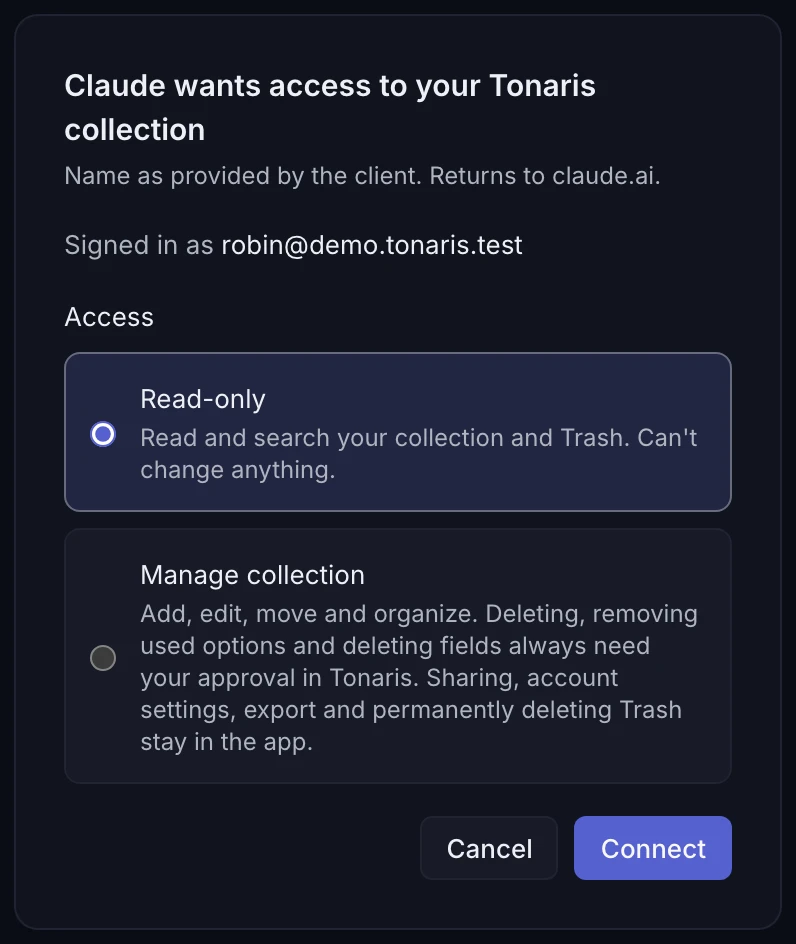 Claude wants access to your Tonaris
collection
Name as provided by the client. Returns to claude.ai.
Signed in as robin@demo.tonaris.test
Access
Read-only
Read and search your collection and Trash. Can't
change anything.
Manage collection
Add, edit, move and organize. Deleting, removing
used options and deleting fields always need
your approval in Tonaris. Sharing, account
settings, export and permanently deleting Trash
stay in the app.
Cancel Connect